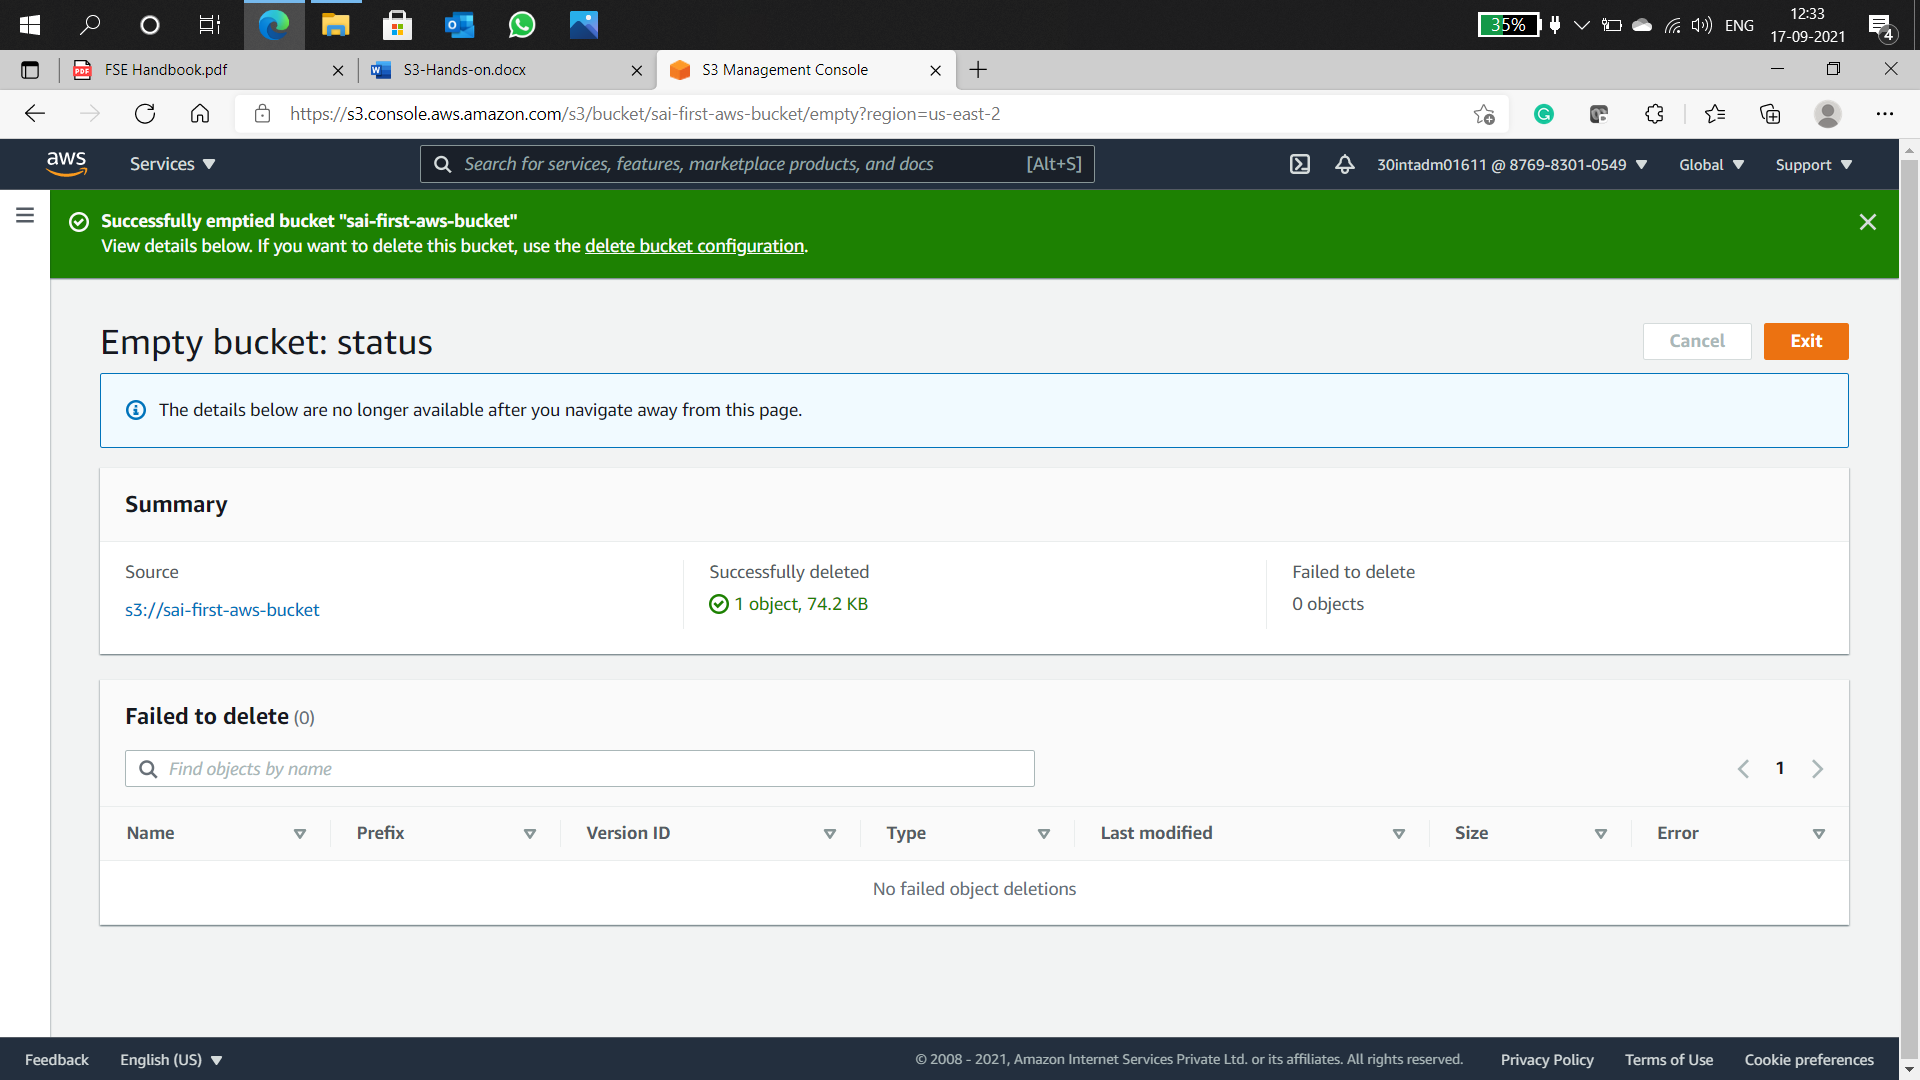 35%
ENG
12:33
17-09-2021
4
FSE Handbook.pdf
S3-Hands-on.docx
S3 Management Console
https://s3.console.aws.amazon.com/s3/bucket/sai-first-aws-bucket/empty?region=us-east-2
aws
Services
Search for services, features, marketplace products, and docs
[Alt+S]
30intadm01611 @ 8769-8301-0549
Global
Support
Successfully emptied bucket "sai-first-aws-bucket"
View details below. If you want to delete this bucket, use the delete bucket configuration.
Empty bucket: status
Cancel
Exit
The details below are no longer available after you navigate away from this page.
Summary
Source
s3://sai-first-aws-bucket
Successfully deleted
1 object, 74.2 KB
Failed to delete
0 objects
Failed to delete (0)
Find objects by name
1
Name
Prefix
Version ID
Type
Last modified
Size
Error
No failed object deletions
Feedback
English (US)
© 2008 - 2021, Amazon Internet Services Private Ltd. or its affiliates. All rights reserved.
Privacy Policy
Terms of Use
Cookie preferences